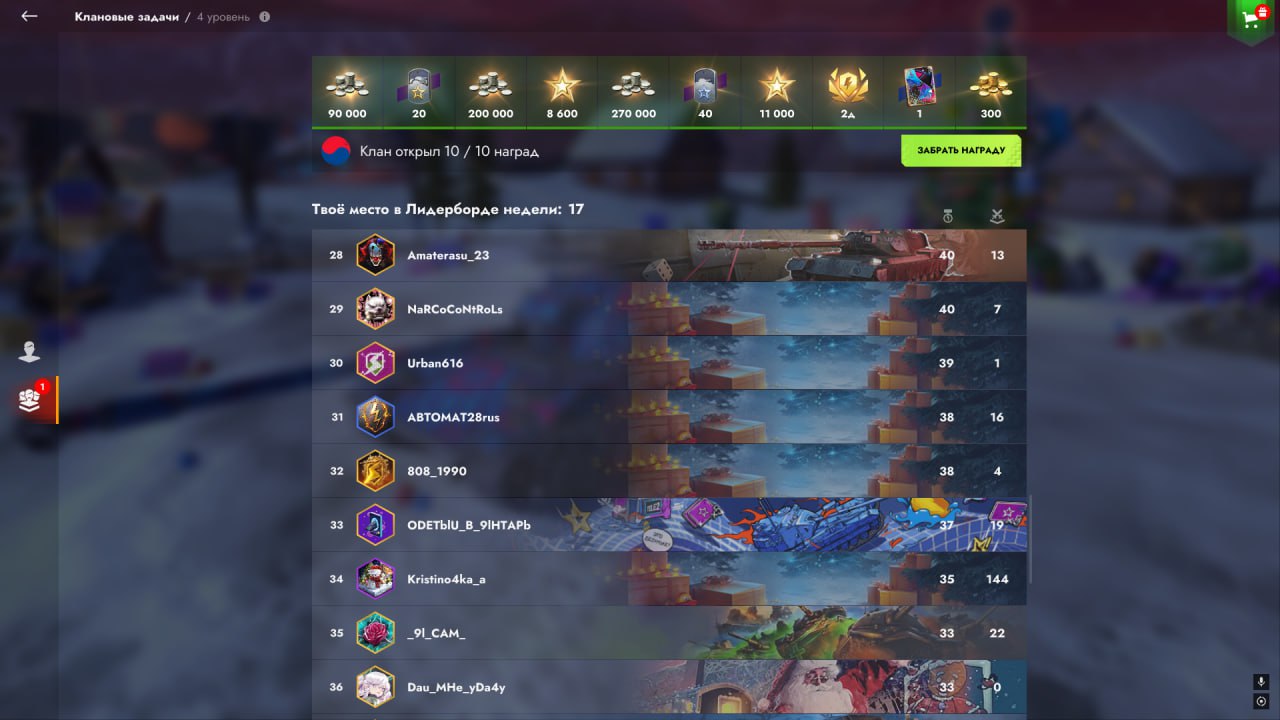 Клановые задачи / 4 уровень
90 000 20 200 000 8 600 270 000 40 11 000 2д 1 300
Клан открыл 10 / 10 наград
ЗАБРАТЬ НАГРАДУ
Твоё место в Лидерборде недели: 17
28 Amaterasu_23 40 13
29 NaRCoCoNtRoLs 40 7
30 Urban616 39 1
1
31 ABTOMAT28rus 38 16
32 808_1990 38 4
33 ODETblU_B_9lHTAPb 37 19
34 Kristino4ka_a 35 144
35 _9l_CAM_ 33 22
36 Dau_MHe_yDa4y 33 0